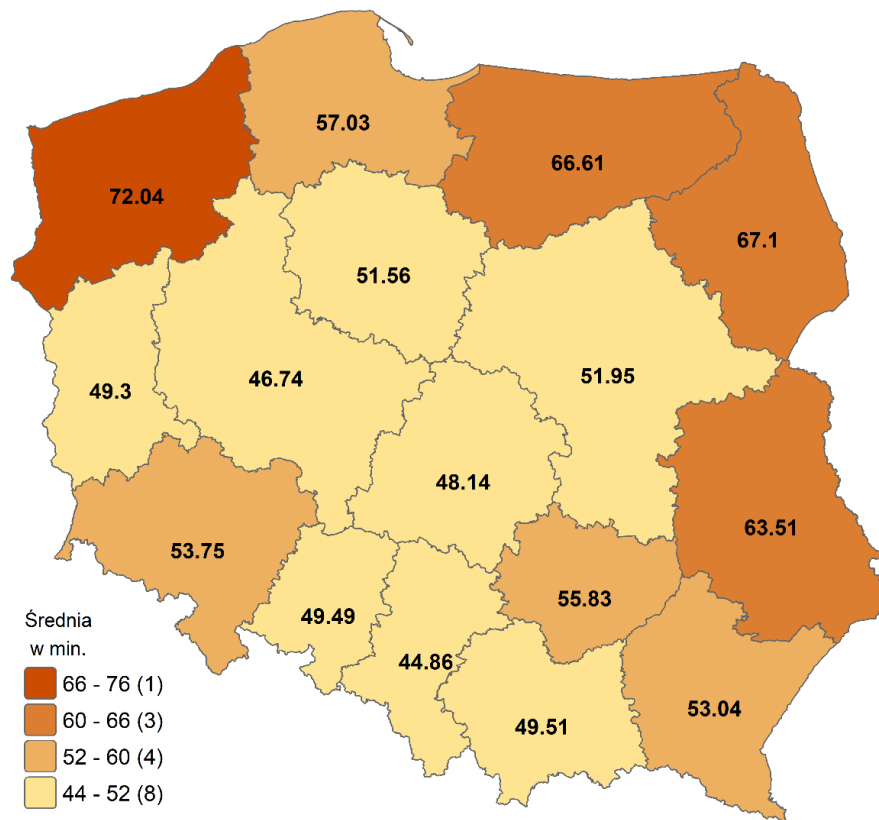 57.03
66.61
72.04
67.1
51.56
49.3
46.74
51.95
48.14
63.51
53.75
55.83
49.49
44.86
53.04
49.51
Średnia
w min.
66 - 76 (1)
60 - 66 (3)
52 - 60 (4)
44 - 52 (8)